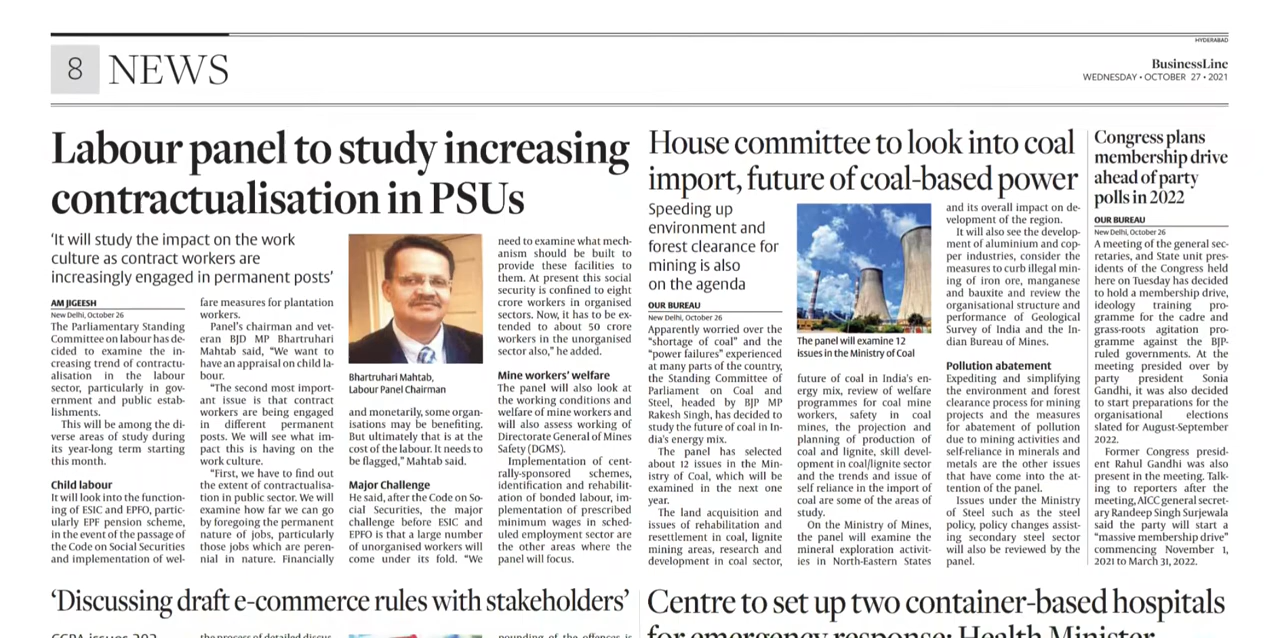 HYDERABAD
8 NEWS
BusinessLine
WEDNESDAY • OCTOBER 27 • 2021
Labour panel to study increasing
contractualisation in PSUs
‘It will study the impact on the work
culture as contract workers are
increasingly engaged in permanent posts’
AM JIGEESH
New Delhi, October 26
The Parliamentary Standing
Committee on labour has de-
cided to examine the in-
creasing trend of contractu-
alisation in the labour
sector, particularly in gov-
ernment and public estab-
lishments.
This will be among the di-
verse areas of study during
its year-long term starting
this month.
Child labour
It will look into the function-
ing of ESIC and EPFO, partic-
ularly EPF pension scheme,
in the event of the passage of
the Code on Social Securities
and implementation of wel-
fare measures for plantation
workers.
Panel’s chairman and vet-
eran BJD MP Bhartruhari
Mahtab said, “We want to
have an appraisal on child la-
bour.
“The second most import-
ant issue is that contract
workers are being engaged
in different permanent
posts. We will see what im-
pact this is having on the
work culture.
“First, we have to find out
the extent of contractualisa-
tion in public sector. We will
examine how far we can go
by foregoing the permanent
nature of jobs, particularly
those jobs which are peren-
nial in nature. Financially
Bhartruhari Mahtab,
Labour Panel Chairman
and monetarily, some organ-
isations may be benefiting.
But ultimately that is at the
cost of the labour. It needs to
be flagged,” Mahtab said.
Major Challenge
He said, after the Code on So-
cial Securities, the major
challenge before ESIC and
EPFO is that a large number
of unorganised workers will
come under its fold. “We
need to examine what mech-
anism should be built to
provide these facilities to
them. At present this social
security is confined to eight
crore workers in organised
sectors. Now, it has to be ex-
tended to about 50 crore
workers in the unorganised
sector also,” he added.
Mine workers’ welfare
The panel will also look at
the working conditions and
welfare of mine workers and
will also assess working of
Directorate General of Mines
Safety (DGMS).
Implementation of cent-
rally-sponsored schemes,
identification and rehabilit-
ation of bonded labour, im-
plementation of prescribed
minimum wages in sched-
uled employment sector are
the other areas where the
panel will focus.
House committee to look into coal
import, future of coal-based power
Speeding up
environment and
forest clearance for
mining is also
on the agenda
OUR BUREAU
New Delhi, October 26
Apparently worried over the
“shortage of coal” and the
“power failures” experienced
at many parts of the country,
the Standing Committee of
Parliament on Coal and
Steel, headed by BJP MP
Rakesh Singh, has decided to
study the future of coal in In-
dia’s energy mix.
The panel has selected
about 12 issues in the Min-
istry of Coal, which will be
examined in the next one
year.
The land acquisition and
issues of rehabilitation and
resettlement in coal, lignite
mining areas, research and
development in coal sector,
The panel will examine 12
issues in the Ministry of Coal
future of coal in India’s en-
ergy mix, review of welfare
programmes for coal mine
workers, safety in coal
mines, the projection and
planning of production of
coal and lignite, skill devel-
opment in coal/lignite sector
and the trends and issue of
self reliance in the import of
coal are some of the areas of
study.
On the Ministry of Mines,
the panel will examine the
mineral exploration activit-
ies in North-Eastern States
and its overall impact on de-
velopment of the region.
It will also see the develop-
ment of aluminium and cop-
per industries, consider the
measures to curb illegal min-
ing of iron ore, manganese
and bauxite and review the
organisational structure and
performance of Geological
Survey of India and the In-
dian Bureau of Mines.
Pollution abatement
Expediting and simplifying
the environment and forest
clearance process for mining
projects and the measures
for abatement of pollution
due to mining activities and
self-reliance in minerals and
metals are the other issues
that have come into the at-
tention of the panel.
Issues under the Ministry
of Steel such as the steel
policy, policy changes assist-
ing secondary steel sector
will also be reviewed by the
panel.
Congress plans
membership drive
ahead of party
polls in 2022
OUR BUREAU
New Delhi, October 26
A meeting of the general sec-
retaries, and State unit pres-
idents of the Congress held
here on Tuesday has decided
to hold a membership drive,
ideology training pro-
gramme for the cadre and
grass-roots agitation pro-
gramme against the BJP-
ruled governments. At the
meeting presided over by
party president Sonia
Gandhi, it was also decided
to start preparations for the
organisational elections
slated for August-September
2022.
Former Congress presid-
ent Rahul Gandhi was also
present in the meeting. Talk-
ing to reporters after the
meeting, AICC general secret-
ary Randeep Singh Surjewala
said the party will start a
“massive membership drive”
commencing November 1,
2021 to March 31, 2022.
‘Discussing draft e-commerce rules with stakeholders’
Centre to set up two container-based hospitals
for emergency response: Health Minister